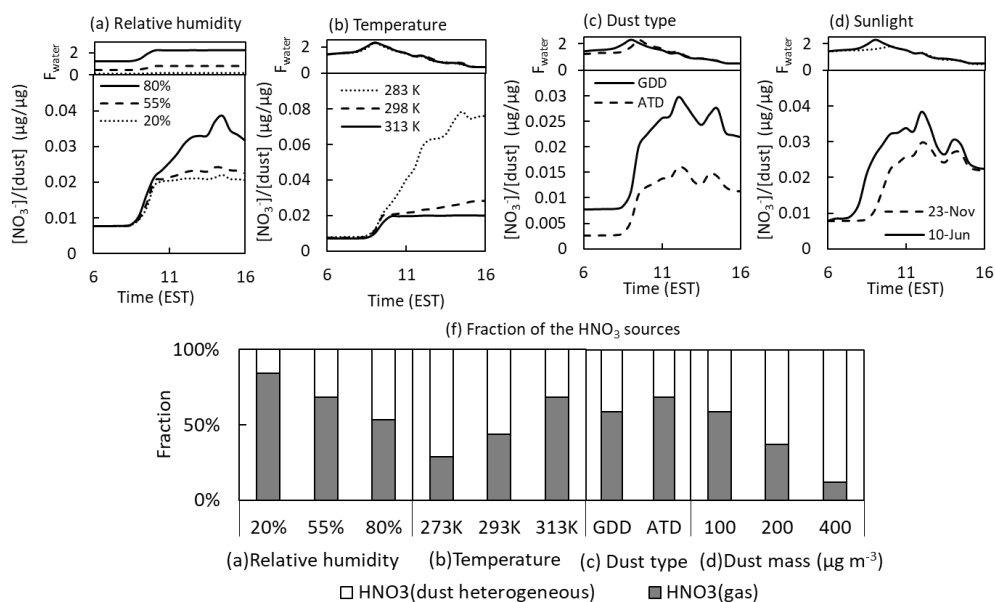 (a) Relative humidity
(b) Temperature
(c) Dust type
(d) Sunlight
F water
2
0
[NO3-]/[dust] (µg/µg)
0.04
0.03
0.02
0.01
0
80%
55%
20%
6 11 16
Time (EST)
F water
2
0
[NO3-]/[dust] (µg/µg)
0.1
0.08
0.06
0.04
0.02
0
283 K
298 K
313 K
6 11 16
Time (EST)
F water
2
0
[NO3-]/[dust] (µg/µg)
0.03
0.025
0.02
0.015
0.01
0.005
0
GDD
ATD
6 11 16
Time (EST)
F water
2
0
[NO3-]/[dust] (µg/µg)
0.04
0.03
0.02
0.01
0
23-Nov
10-Jun
6 11 16
Time (EST)
(f) Fraction of the HNO3 sources
Fraction
100%
50%
0%
20% 55% 80% 273K 293K 313K GDD ATD 100 200 400
(a)Relative humidity (b)Temperature (c) Dust type (d)Dust mass (µg m-3)
HNO3(dust heterogeneous) HNO3(gas)